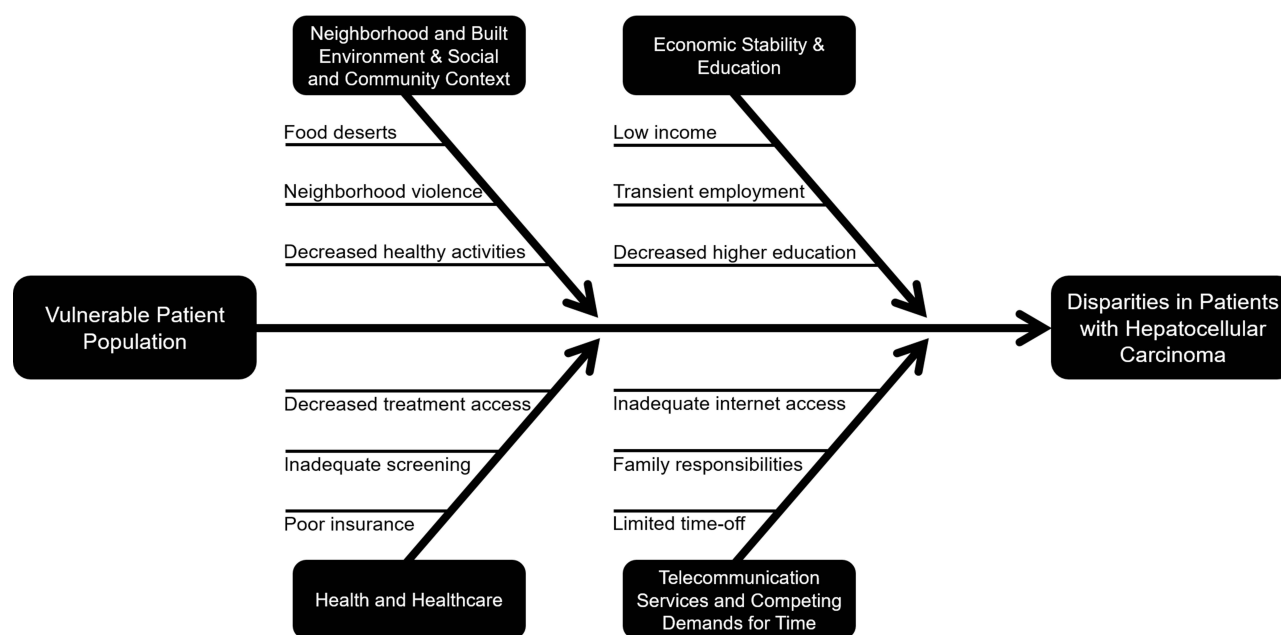 Neighborhood and Built
Environment & Social
and Community Context
Economic Stability &
Education
Food deserts
Neighborhood violence
Decreased healthy activities
Low income
Transient employment
Decreased higher education
Vulnerable Patient
Population
Disparities in Patients
with Hepatocellular
Carcinoma
Decreased treatment access
Inadequate screening
Poor insurance
Inadequate internet access
Family responsibilities
Limited time-off
Health and Healthcare
Telecommunication
Services and Competing
Demands for Time